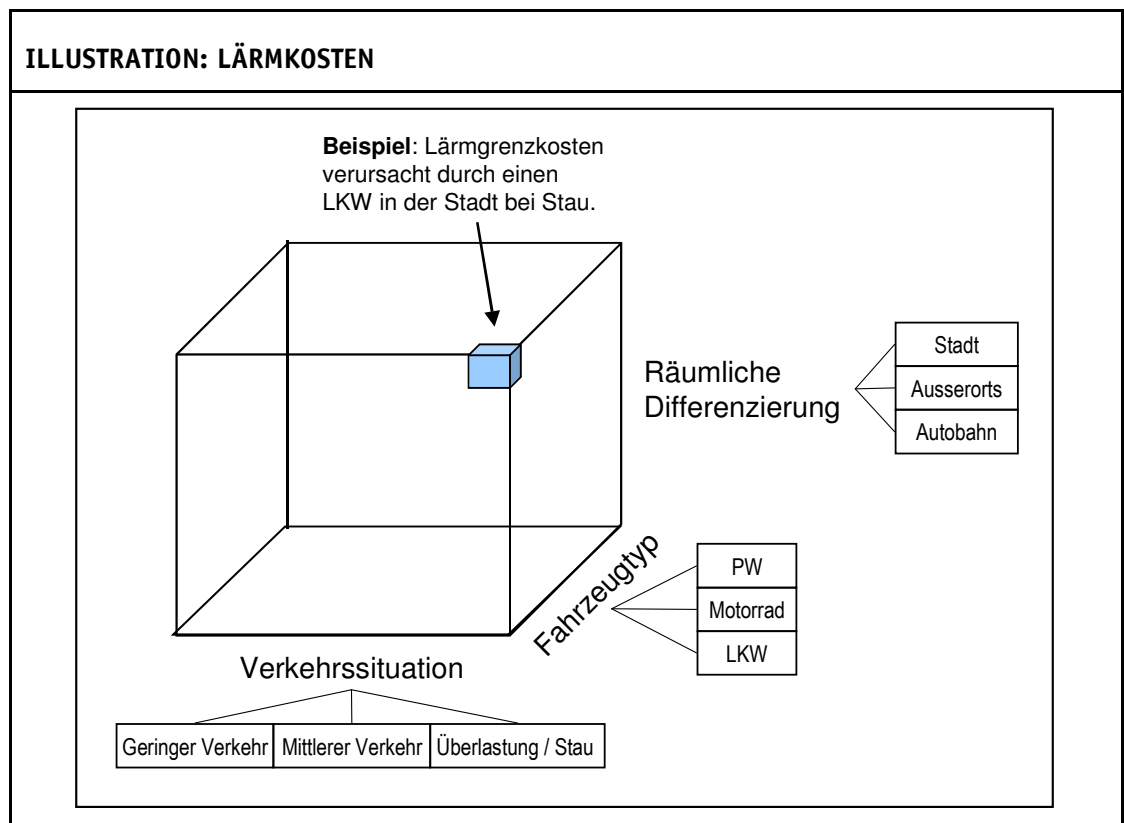 ILLUSTRATION: LÄRMKOSTEN
Beispiel: Lärmgrenzkosten
verursacht durch einen
LKW in der Stadt bei Stau.
Räumliche
Differenzierung
Stadt
Ausserorts
Autobahn
Fahrzeugtyp
PW
Motorrad
LKW
Verkehrssituation
Geringer Verkehr
Mittlerer Verkehr
Überlastung / Stau